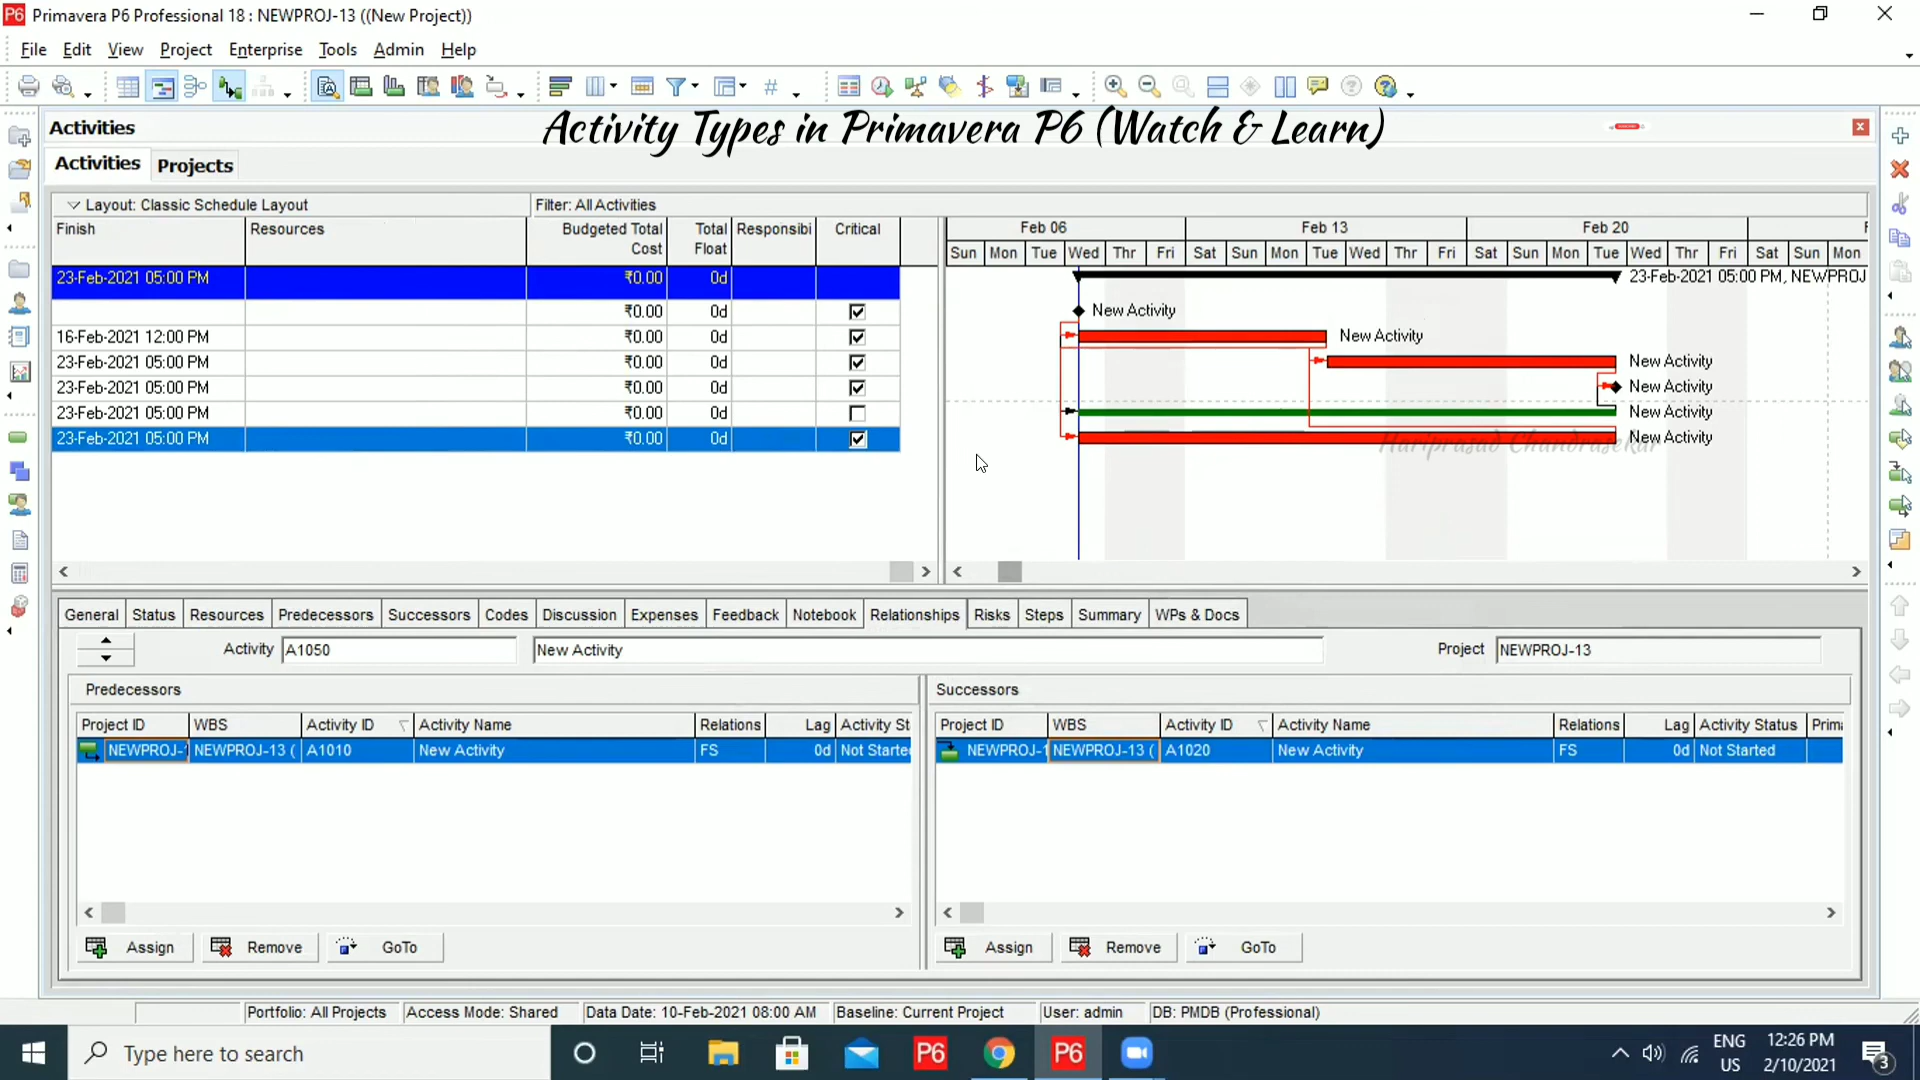 Primavera P6 Professional 18 : NEWPROJ-13 ((New Project))
File Edit View Project Enterprise Tools Admin Help
Activity Types in Primavera P6 (Watch & Learn)
Activities
Activities Projects
Layout: Classic Schedule Layout Filter: All Activities
Finish Resources Budgeted Total Cost Total Float Responsibi Critical
Feb 06 Feb 13 Feb 20
Sun Mon Tue Wed Thr Fri Sat Sun Mon Tue Wed Thr Fri Sat Sun Mon Tue Wed Thr Fri Sat Sun Mon
23-Feb-2021 05:00 PM ₹0.00 0d 23-Feb-2021 05:00 PM, NEWPROJ
₹0.00 0d New Activity
16-Feb-2021 12:00 PM ₹0.00 0d New Activity
23-Feb-2021 05:00 PM ₹0.00 0d New Activity
23-Feb-2021 05:00 PM ₹0.00 0d New Activity
23-Feb-2021 05:00 PM ₹0.00 0d New Activity
23-Feb-2021 05:00 PM ₹0.00 0d New Activity
Hariprasad Chandrasekar
General Status Resources Predecessors Successors Codes Discussion Expenses Feedback Notebook Relationships Risks Steps Summary WPs & Docs
Activity A1050 New Activity Project NEWPROJ-13
Predecessors Successors
Project ID WBS Activity ID Activity Name Relations Lag Activity St Project ID WBS Activity ID Activity Name Relations Lag Activity Status Prima
NEWPROJ-1 NEWPROJ-13 ( A1010 New Activity FS 0d Not Starte NEWPROJ-1 NEWPROJ-13 ( A1020 New Activity FS 0d Not Started
Assign Remove GoTo Assign Remove GoTo
Portfolio: All Projects Access Mode: Shared Data Date: 10-Feb-2021 08:00 AM Baseline: Current Project User: admin DB: PMDB (Professional)
Type here to search P6 P6 ENG US 12:26 PM 2/10/2021 3